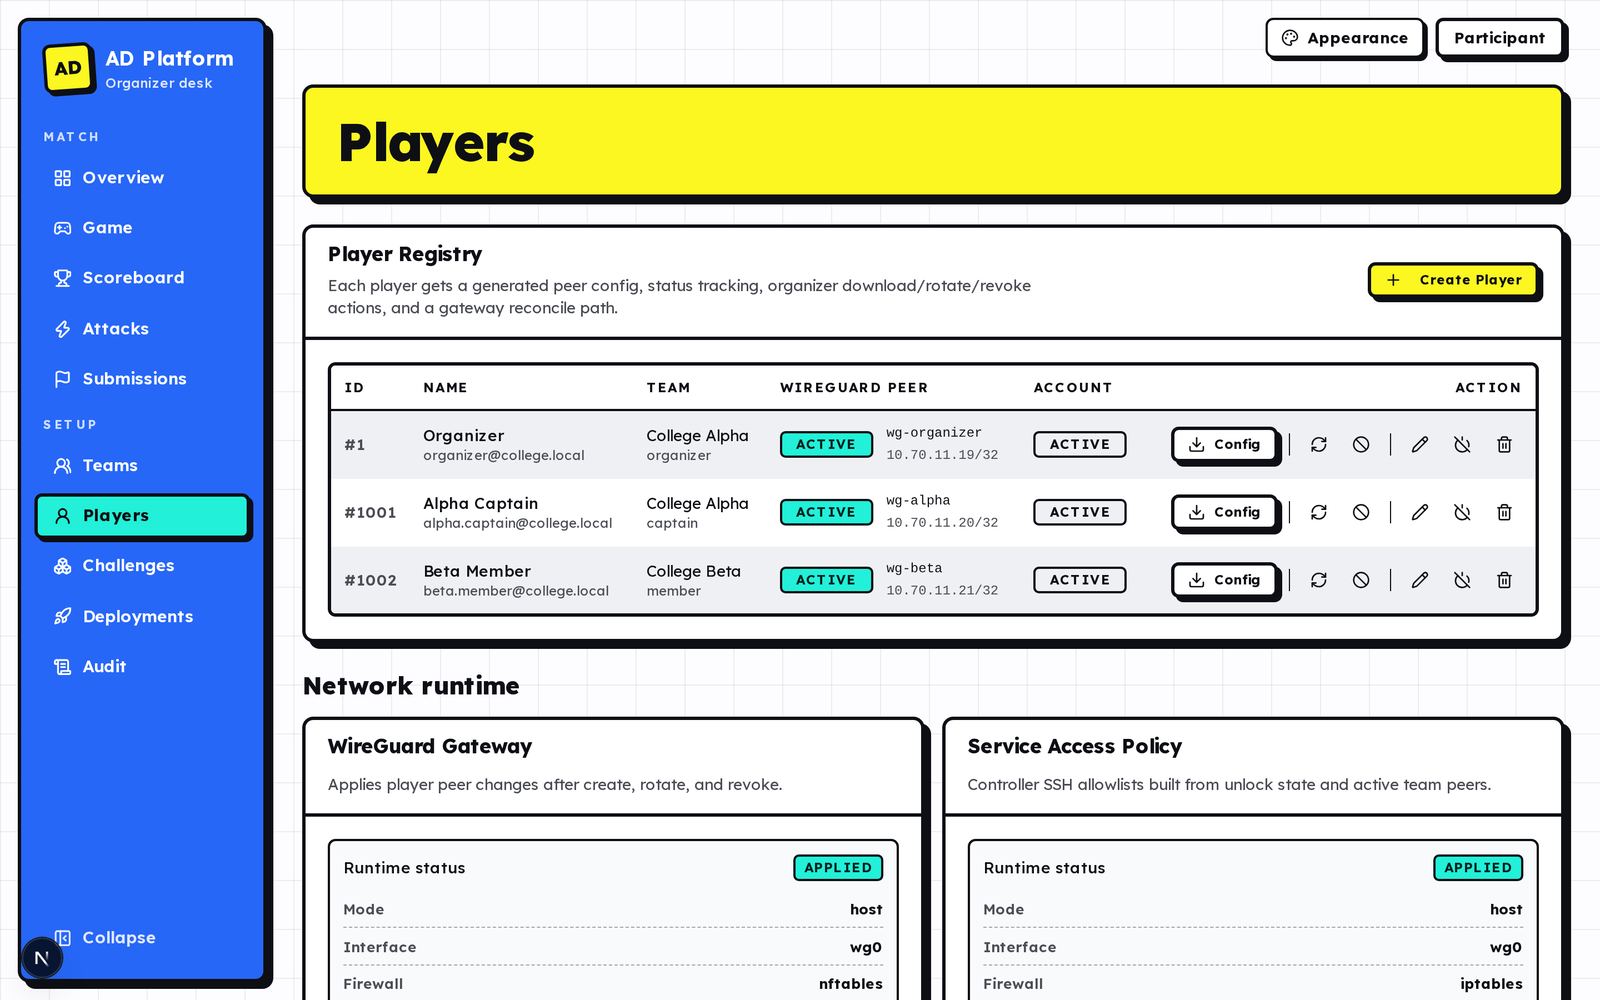 AD
AD Platform
Organizer desk
MATCH
Overview
Game
Scoreboard
Attacks
Submissions
SETUP
Teams
Players
Challenges
Deployments
Audit
Collapse
N
Appearance
Participant
Players
Player Registry
Each player gets a generated peer config, status tracking, organizer download/rotate/revoke
actions, and a gateway reconcile path.
Create Player
ID NAME TEAM WIREGUARD PEER ACCOUNT ACTION
#1 Organizer College Alpha ACTIVE wg-organizer ACTIVE Config
organizer@college.local organizer 10.70.11.19/32
#1001 Alpha Captain College Alpha ACTIVE wg-alpha ACTIVE Config
alpha.captain@college.local captain 10.70.11.20/32
#1002 Beta Member College Beta ACTIVE wg-beta ACTIVE Config
beta.member@college.local member 10.70.11.21/32
Network runtime
WireGuard Gateway
Applies player peer changes after create, rotate, and revoke.
Runtime status APPLIED
Mode host
Interface wg0
Firewall nftables
Service Access Policy
Controller SSH allowlists built from unlock state and active team peers.
Runtime status APPLIED
Mode host
Interface wg0
Firewall iptables